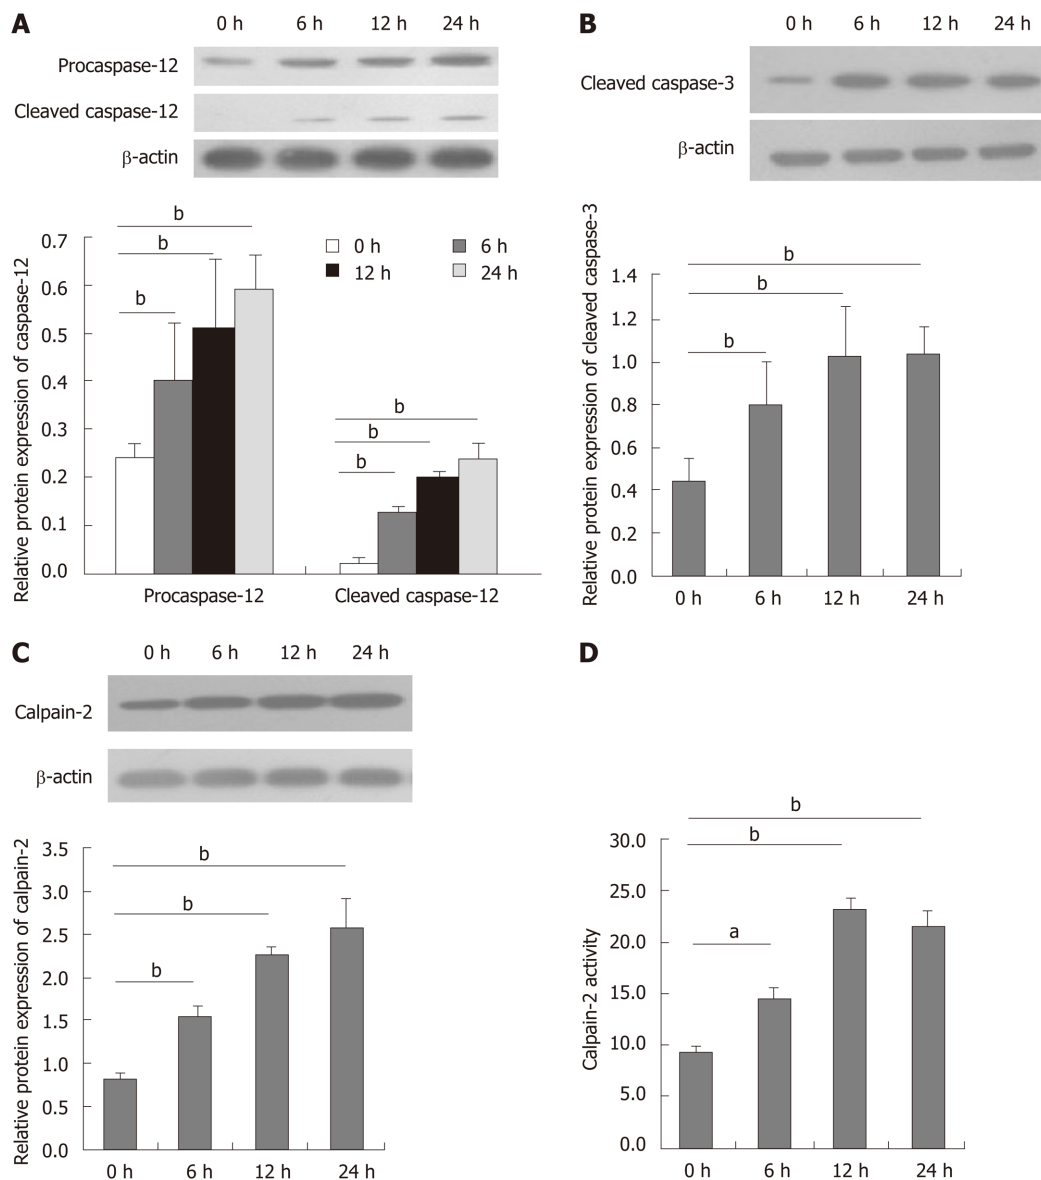 A
0 h 6 h 12 h 24 h
Procaspase-12
Cleaved caspase-12
β-actin
Relative protein expression of caspase-12
0.7
0.6
0.5
0.4
0.3
0.2
0.1
0.0
b
b
b
b
b
b
0 h 6 h
12 h 24 h
Procaspase-12 Cleaved caspase-12
B
0 h 6 h 12 h 24 h
Cleaved caspase-3
β-actin
Relative protein expression of cleaved caspase-3
1.4
1.2
1.0
0.8
0.6
0.4
0.2
0.0
b
b
b
0 h 6 h 12 h 24 h
C
0 h 6 h 12 h 24 h
Calpain-2
β-actin
Relative protein expression of calpain-2
3.5
3.0
2.5
2.0
1.5
1.0
0.5
0.0
b
b
b
0 h 6 h 12 h 24 h
D
Calpain-2 activity
30.0
25.0
20.0
15.0
10.0
5.0
0.0
b
b
a
0 h 6 h 12 h 24 h